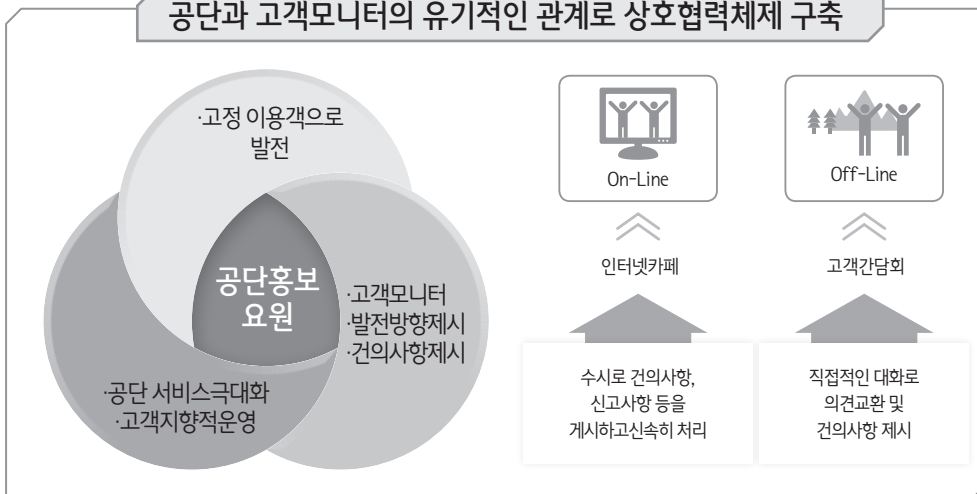 공단과 고객모니터의 유기적인 관계로 상호협력체제 구축
·고정 이용객으로
발전
공단홍보
요원
·고객모니터
·발전방향제시
·건의사항제시
·공단 서비스극대화
·고객지향적운영
On-Line
인터넷카페
수시로 건의사항,
신고사항 등을
게시하고신속히 처리
Off-Line
고객간담회
직접적인 대화로
의견교환 및
건의사항 제시